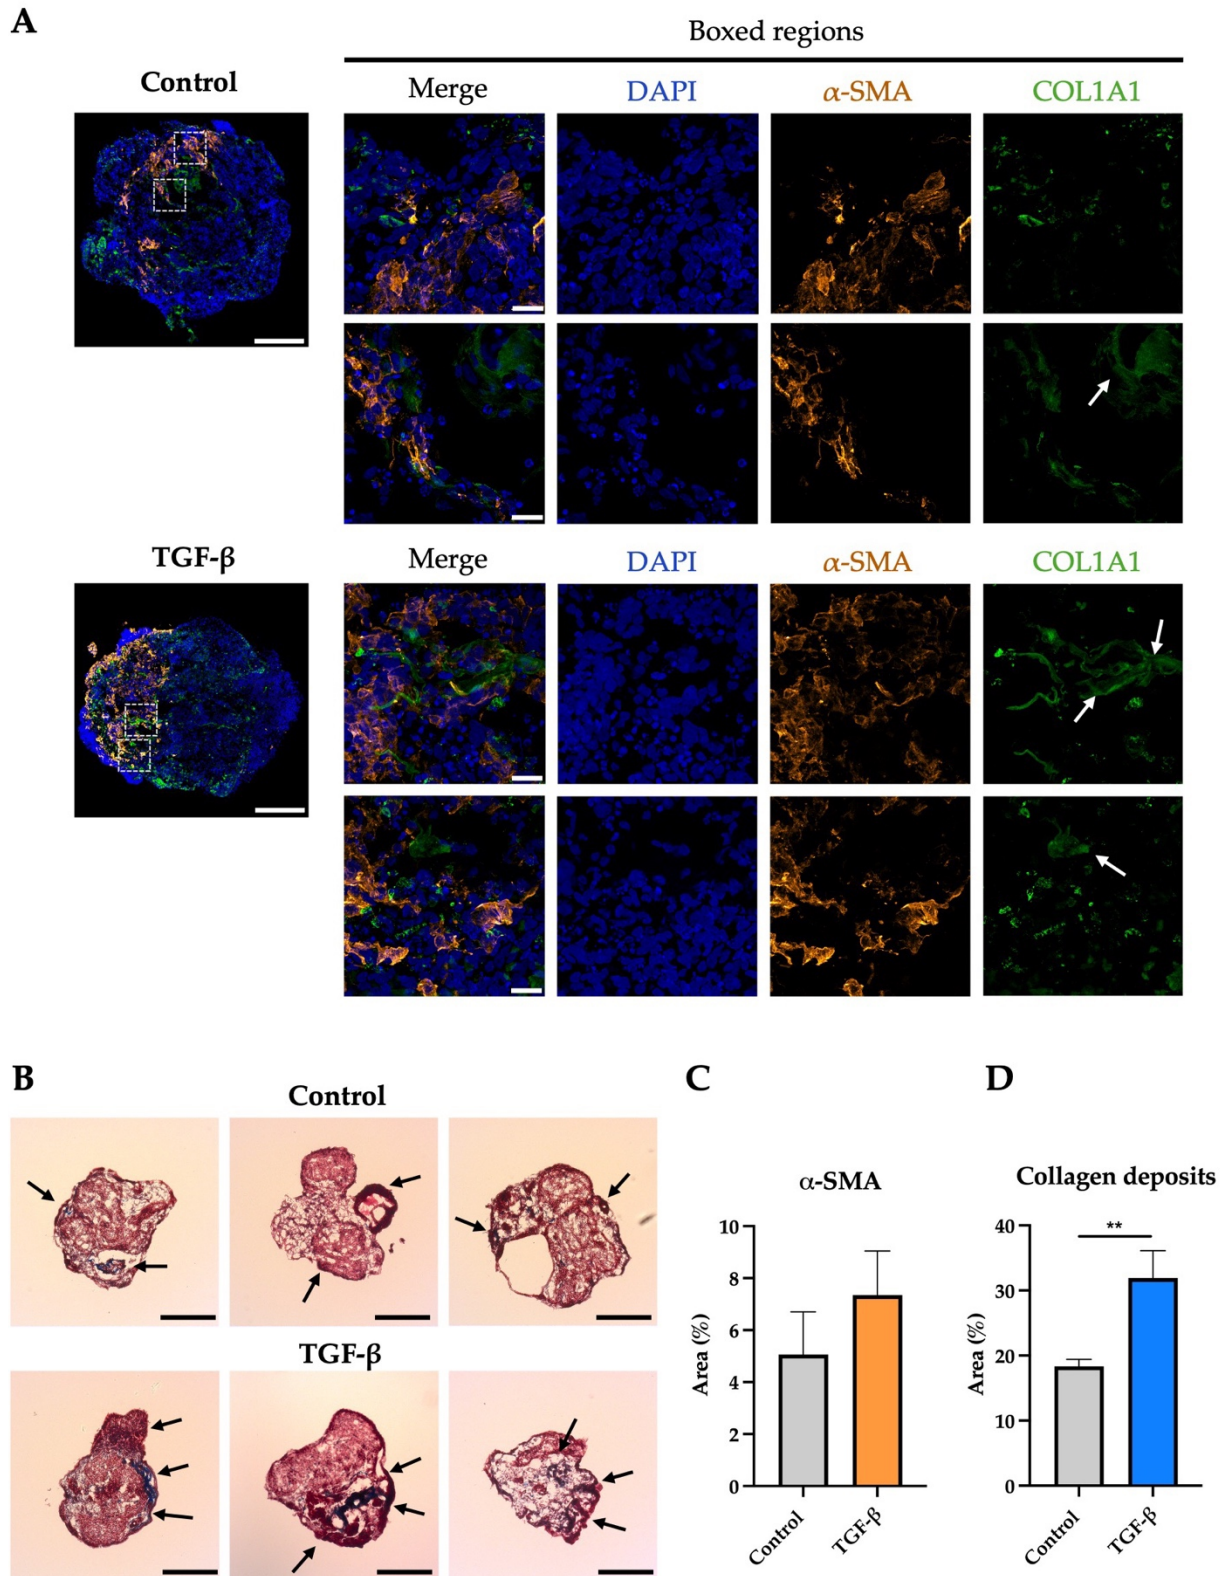 A
Boxed regions
Control
Merge
DAPI
α-SMA
COL1A1
TGF-β
Merge
DAPI
α-SMA
COL1A1
B
Control
TGF-β
C
α-SMA
Area (%)
10
8
6
4
2
0
Control
TGF-β
D
Collagen deposits
**
Area (%)
40
30
20
10
0
Control
TGF-β